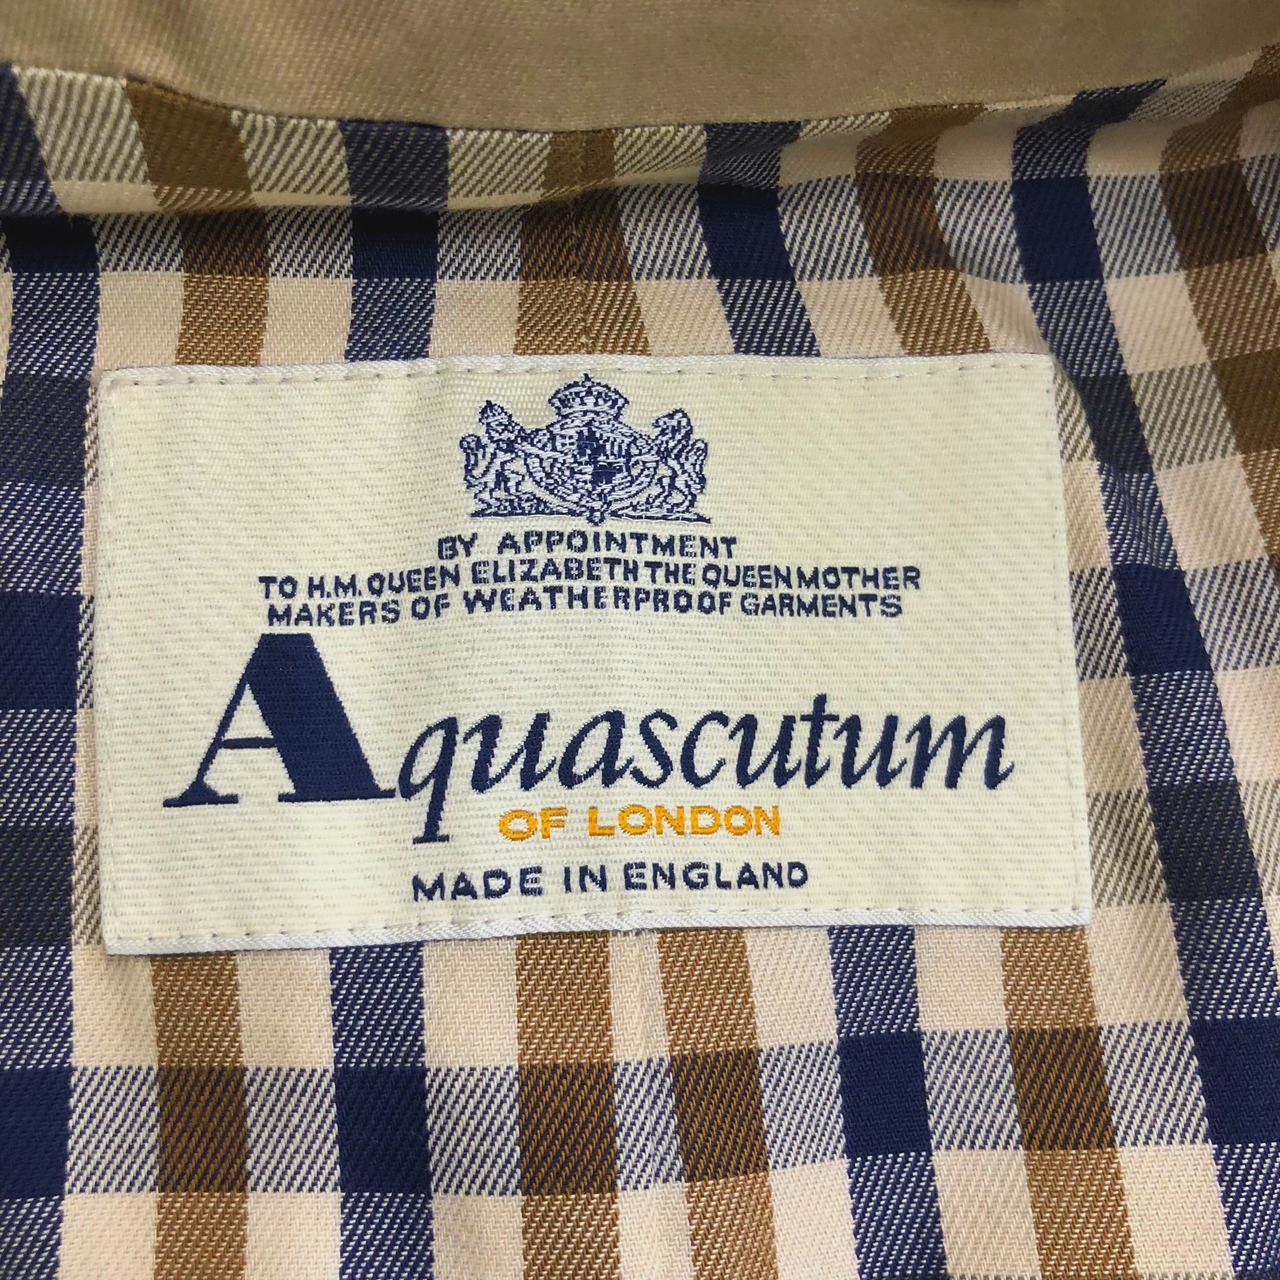 BY APPOINTMENT
TO H.M. QUEEN ELIZABETH THE QUEEN MOTHER
MAKERS OF WEATHERPROOF GARMENTS
Aquascutum
OF LONDON
MADE IN ENGLAND